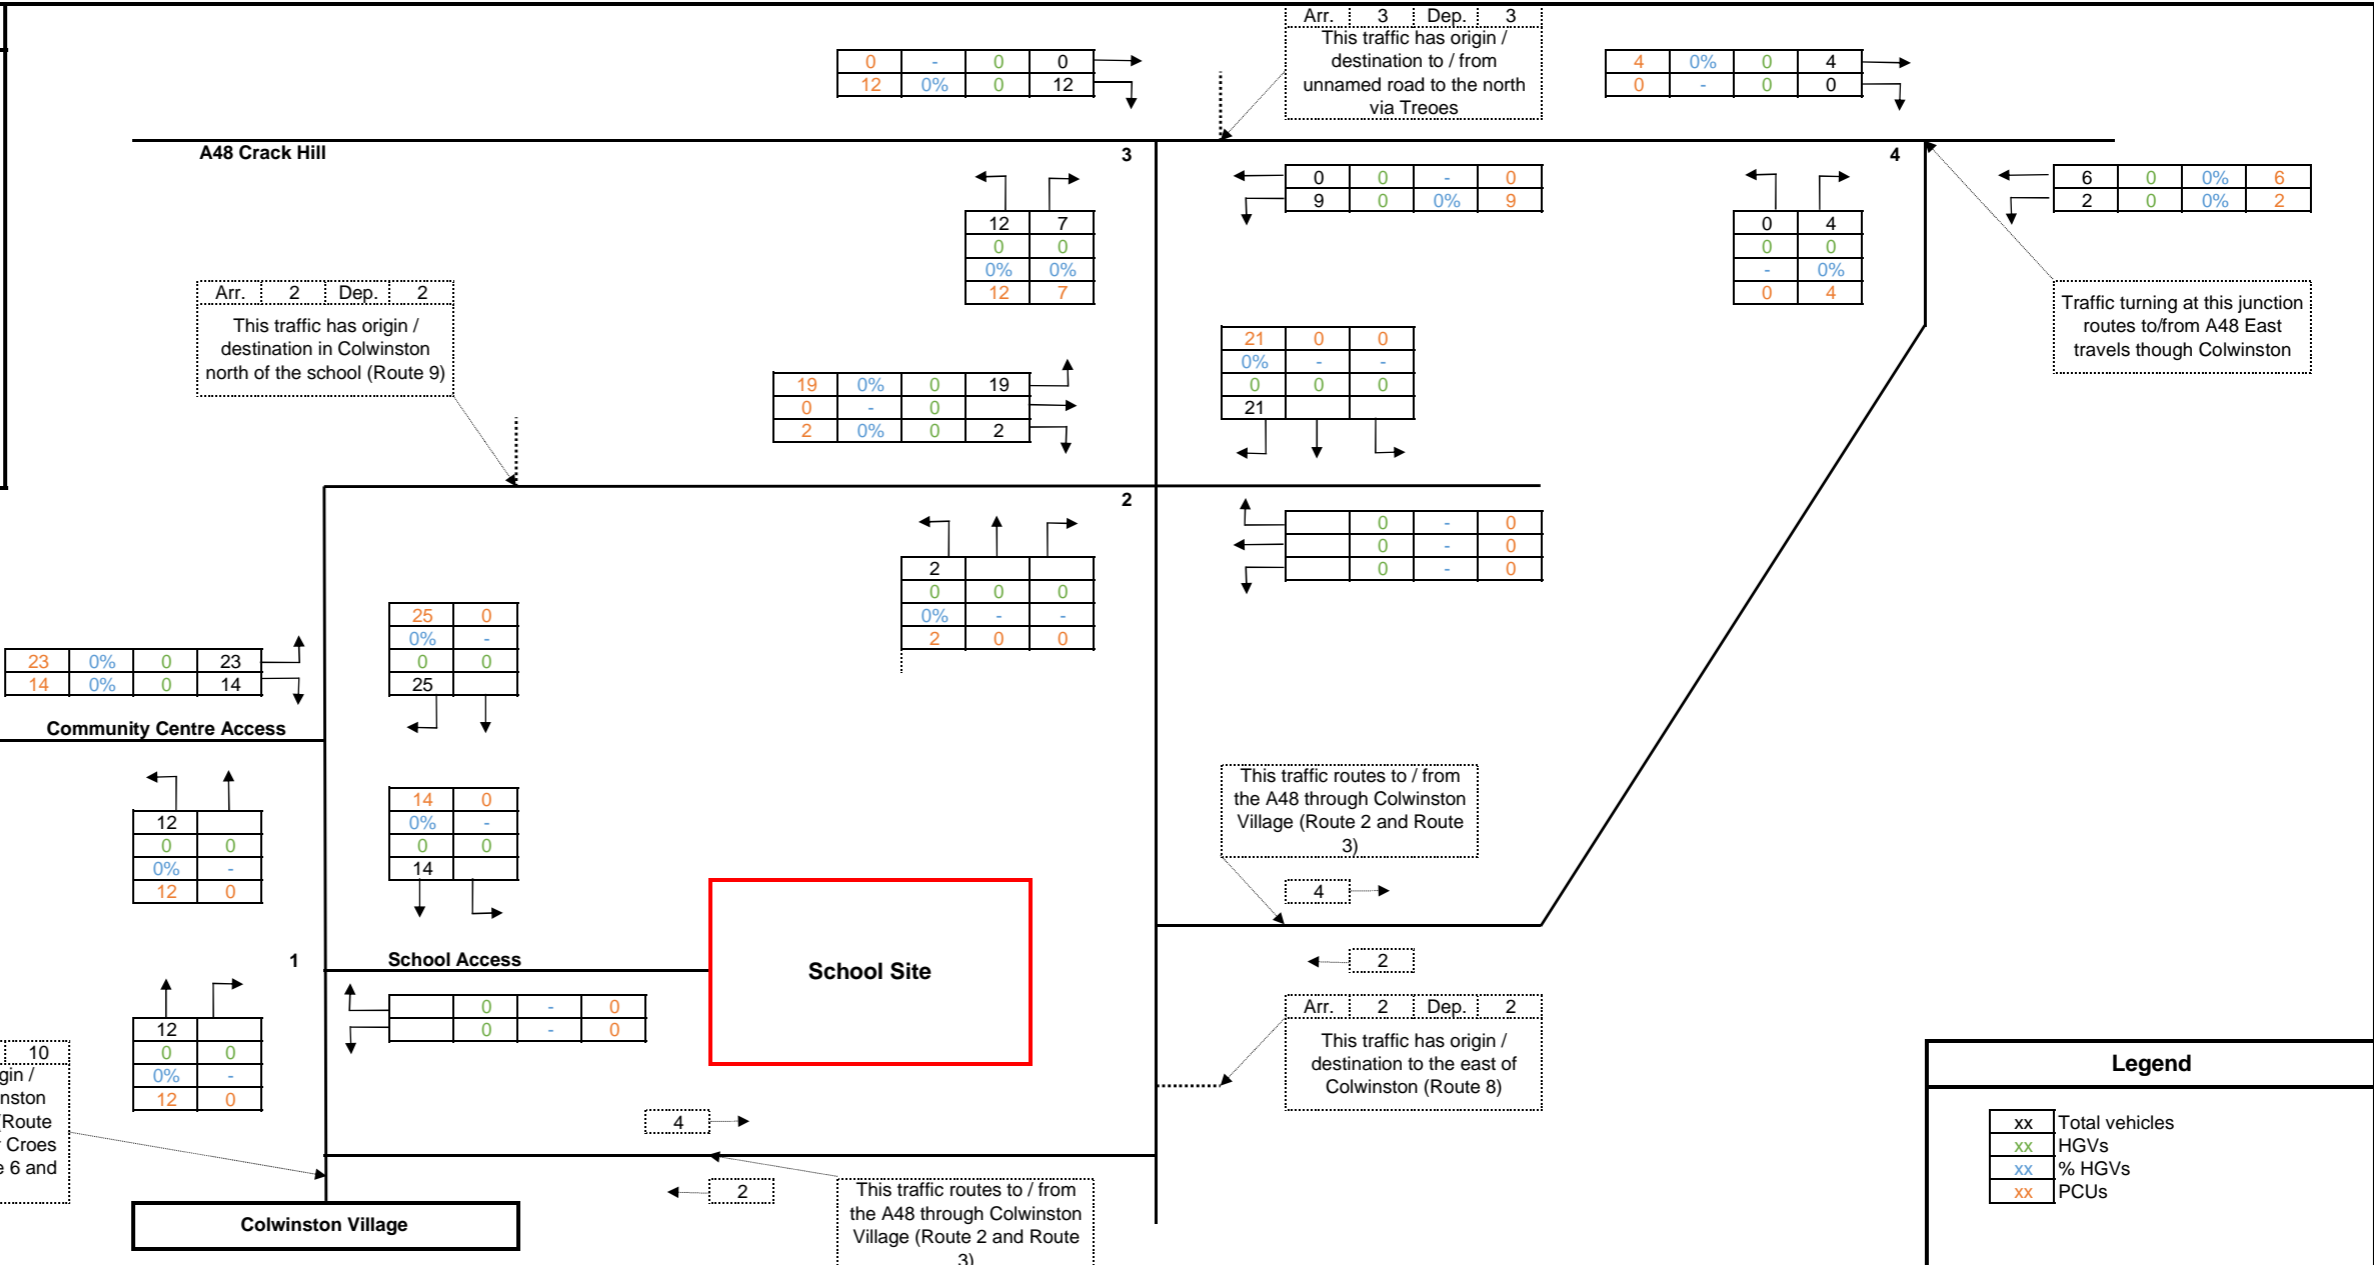 Arr. 3 Dep. 3
This traffic has origin /
destination to / from
unnamed road to the north
via Treoes
0 - 0 0
12 0% 0 12
4 0% 0 4
0 - 0 0
A48 Crack Hill
3
4
12 7
0 0
0% 0%
12 7
0 0 - 0
9 0 0% 9
0 4
0 0
- 0%
0 4
6 0 0% 6
2 0 0% 2
Traffic turning at this junction
routes to/from A48 East
travels though Colwinston
Arr. 2 Dep. 2
This traffic has origin /
destination in Colwinston
north of the school (Route 9)
19 0% 0 19
0 - 0
2 0% 0 2
21 0 0
0% - -
0 0 0
21
2
2
0 0 0
0% - -
2 0 0
0 - 0
0 - 0
0 - 0
25 0
0% -
0 0
25
23 0% 0 23
14 0% 0 14
Community Centre Access
12
0 0
0% -
12 0
14 0
0% -
0 0
14
This traffic routes to / from
the A48 through Colwinston
Village (Route 2 and Route
3)
4
2
1
School Access
School Site
0 - 0
0 - 0
12
0 0
0% -
12 0
10
gin /
nston
(Route
Croes
e 6 and
Arr. 2 Dep. 2
This traffic has origin /
destination to the east of
Colwinston (Route 8)
4
2
This traffic routes to / from
the A48 through Colwinston
Village (Route 2 and Route
3)
Colwinston Village
Legend
xx Total vehicles
xx HGVs
xx % HGVs
xx PCUs